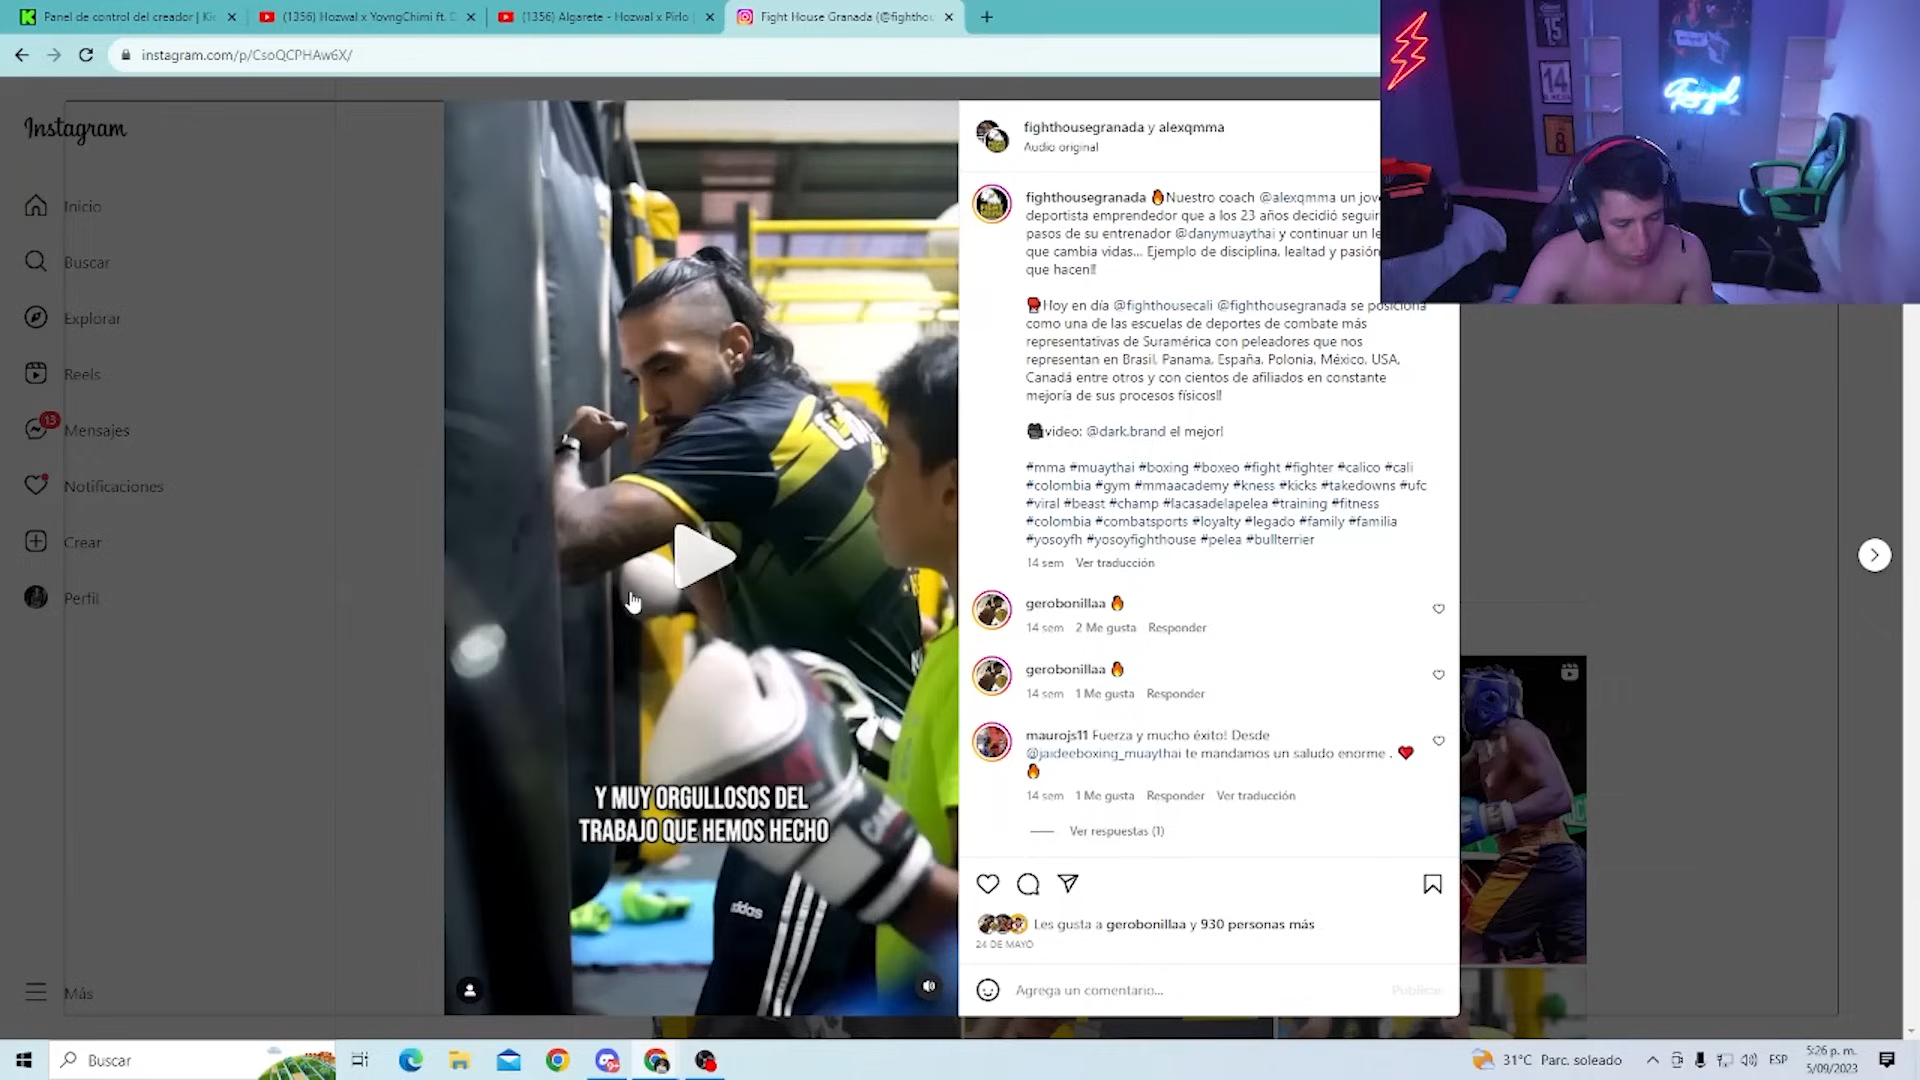 Panel de control del creador | Kic
(1356) Hozwal x YovngChimi ft. D
(1356) Algarete - Hozwal x Pirlo
Fight House Granada (@fighthou
instagram.com/p/CsoQCPHAw6X/
Instagram
Inicio
Buscar
Explorar
Reels
13
Mensajes
Notificaciones
Crear
Perfil
Más
Y MUY ORGULLOSOS DEL
TRABAJO QUE HEMOS HECHO
adidas
fighthousegranada y alexqmma
Audio original
fighthousegranada 🔥Nuestro coach @alexqmma un jov
deportista emprendedor que a los 23 años decidió seguir
pasos de su entrenador @danymuaythai y continuar un le
que cambia vidas... Ejemplo de disciplina, lealtad y pasión
que hacen!!
🥊Hoy en día @fighthousecali @fighthousegranada se posiciona
como una de las escuelas de deportes de combate más
representativas de Suramérica con peleadores que nos
representan en Brasil, Panama, España, Polonia, México, USA,
Canadá entre otros y con cientos de afiliados en constante
mejoría de sus procesos físicos!!
video: @dark.brand el mejor!
#mma #muaythai #boxing #boxeo #fight #fighter #calico #cali
#colombia #gym #mmaacademy #kness #kicks #takedowns #ufc
#viral #beast #champ #lacasadelapelea #training #fitness
#colombia #combatsports #loyalty #legado #family #familia
#yosoyfh #yosoyfighthouse #pelea #bullterrier
14 sem Ver traducción
gerobonillaa 🔥
14 sem 2 Me gusta Responder
gerobonillaa 🔥
14 sem 1 Me gusta Responder
maurojs11 Fuerza y mucho éxito! Desde
@jaideeboxing_muaythai te mandamos un saludo enorme . ❤️
🔥
14 sem 1 Me gusta Responder Ver traducción
Ver respuestas (1)
Les gusta a gerobonillaa y 930 personas más
24 DE MAYO
Agrega un comentario...
Publicar
15
14
8
Buscar
31°C Parc. soleado
ESP
5:26 p. m.
5/09/2023